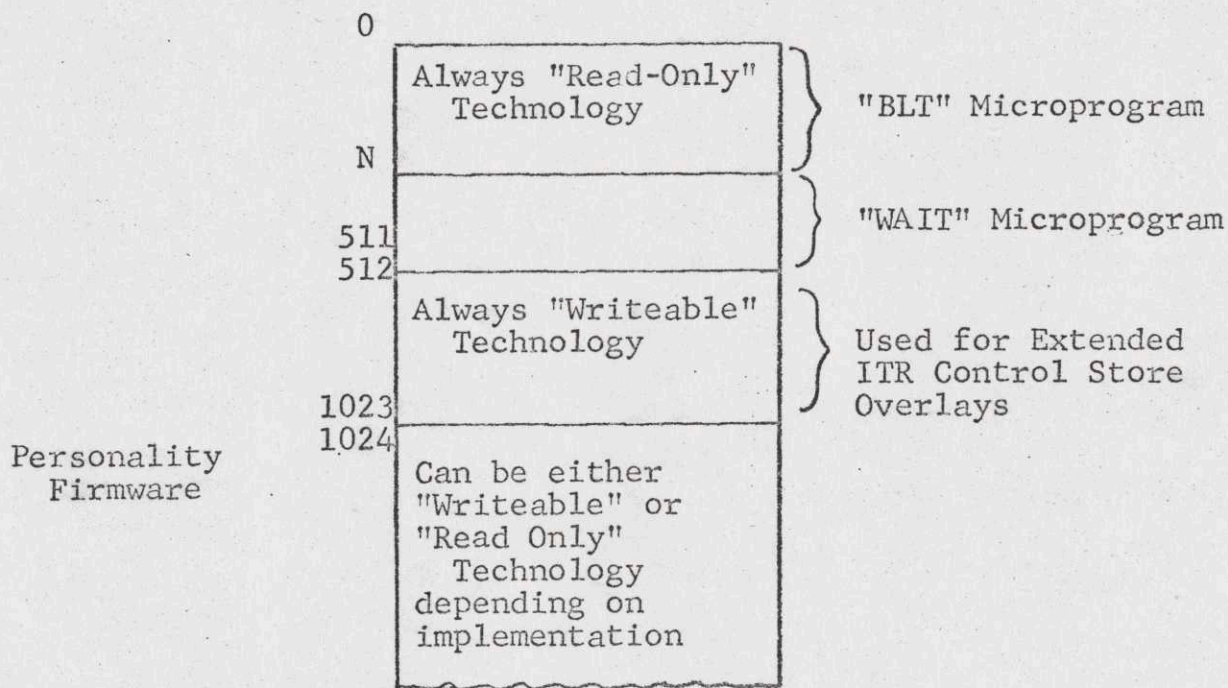 0
Always "Read-Only"
Technology
"BLT" Microprogram
N
"WAIT" Microprogram
511
512
Always "Writeable"
Technology
Used for Extended
ITR Control Store
Overlays
1023
1024
Personality
Firmware
Can be either
"Writeable" or
"Read Only"
Technology
depending on
implementation